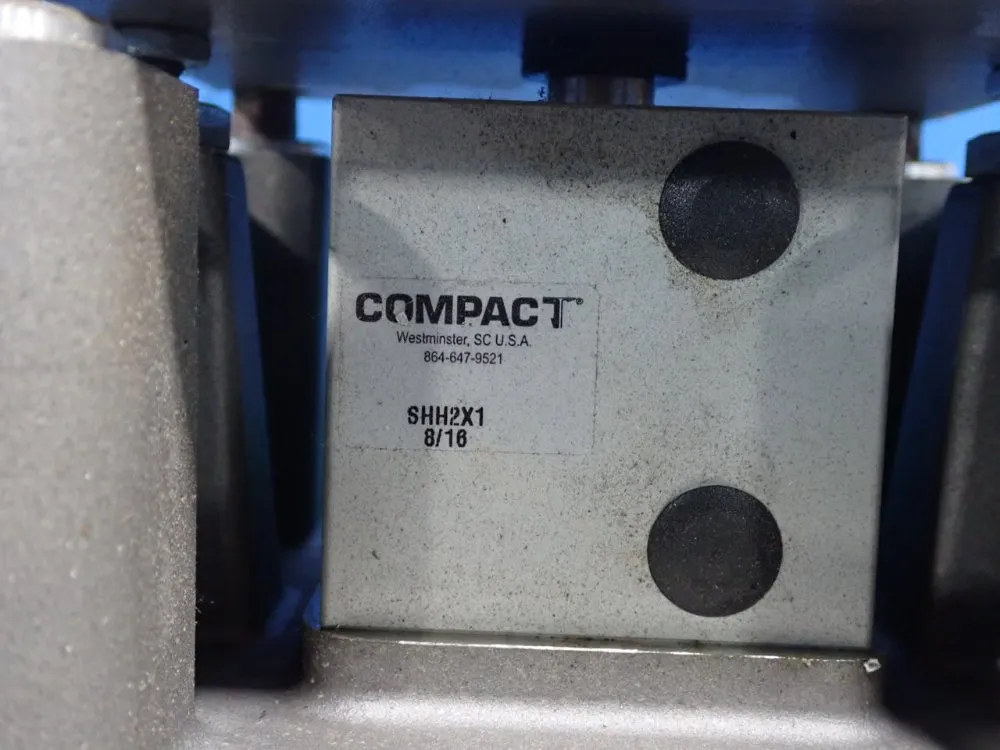 COMPACT®
Westminster, SC U.S.A.
864-647-9521
SHH2X1
8/16